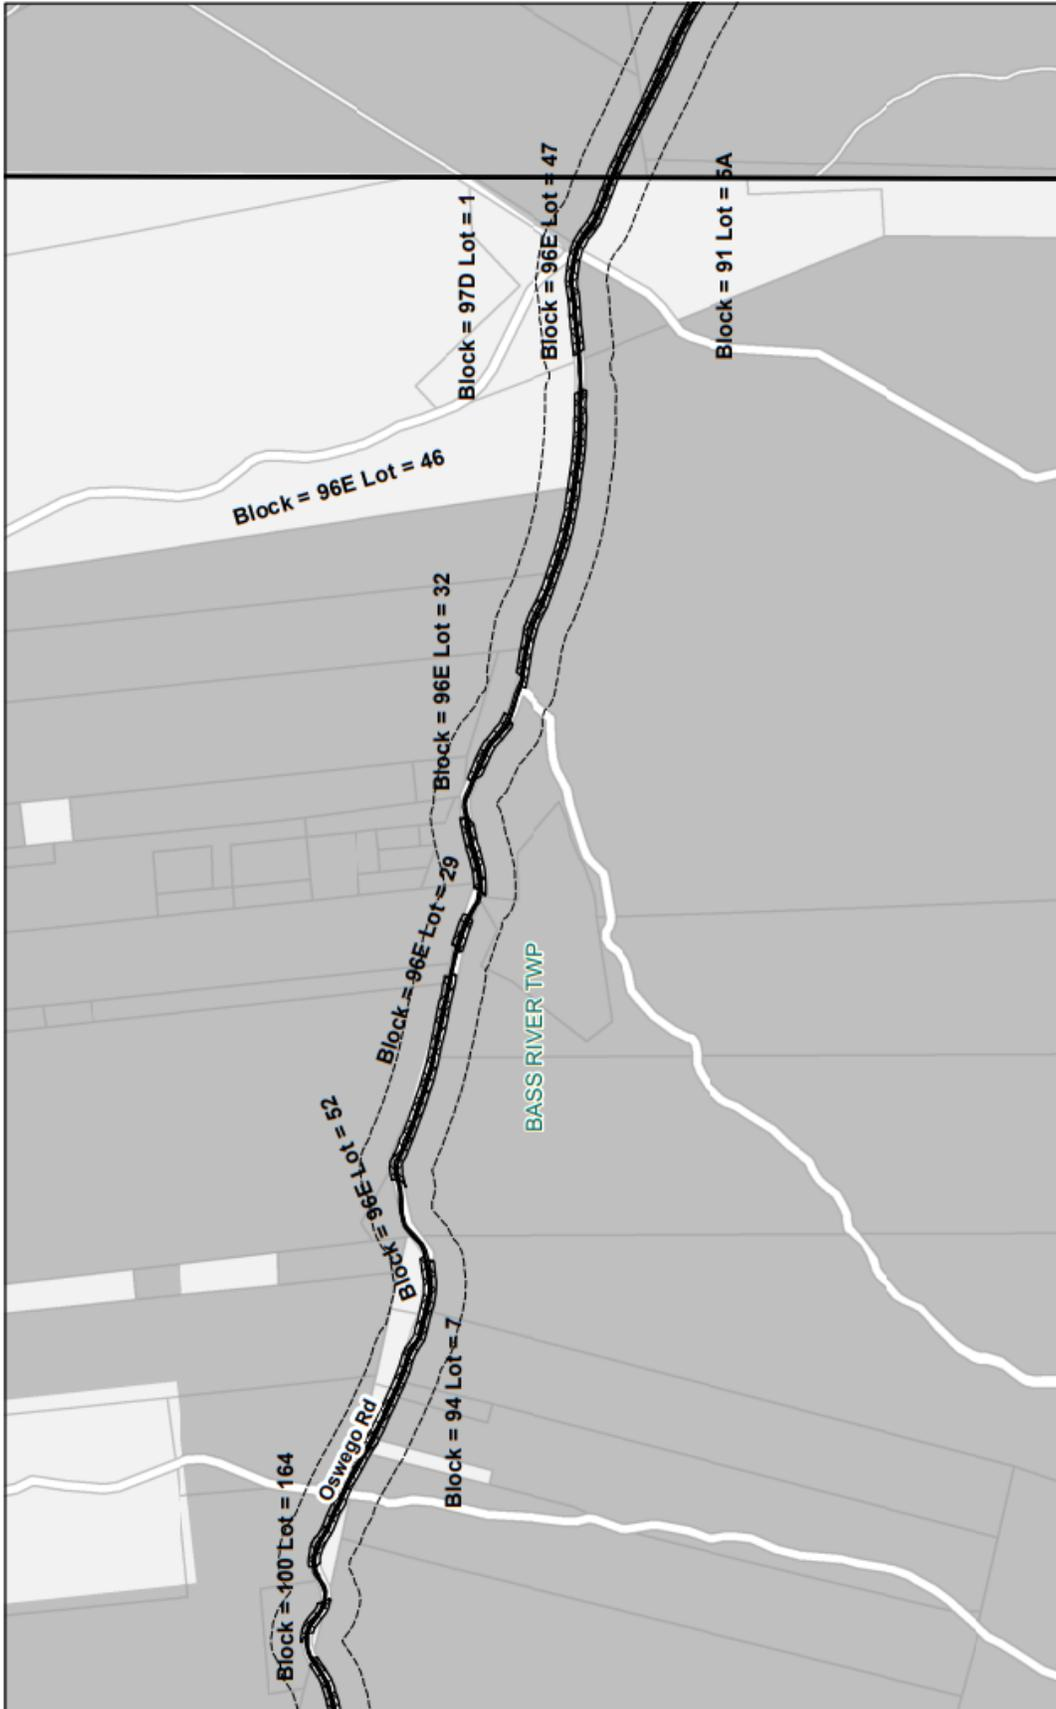 Block = 97D Lot = 1
Block = 96E Lot = 47
Block = 91 Lot = 5A
Block = 96E Lot = 46
Block = 96E Lot = 32
Block = 96E Lot = 29
BASS RIVER TWP
Block = 96E Lot = 52
Block = 94 Lot = 7
Oswego Rd
Block = 100 Lot = 164